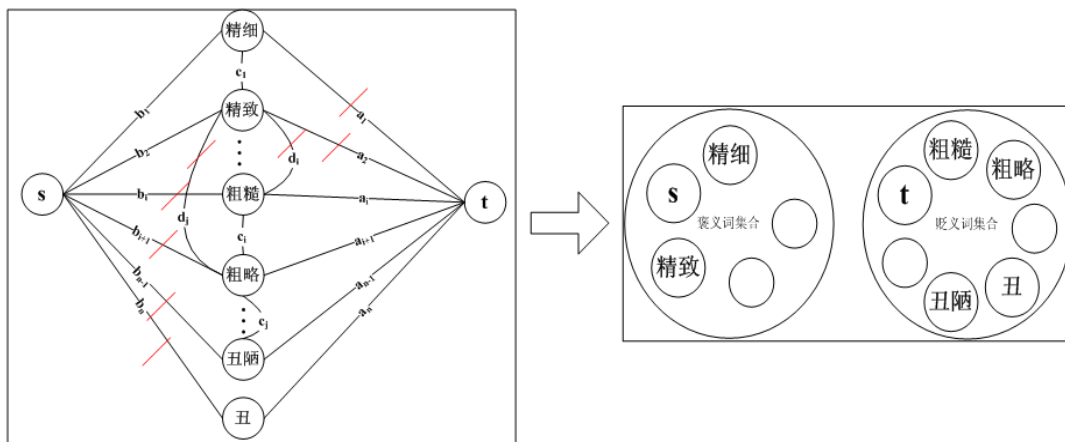 精细
c1
b1
a1
精致
b2
a2
di
s
bi
粗糙
ai
t
dj
bi+1
ci
ai+1
粗略
bn-1
an-1
bn
cj
an
丑陋
丑
精细
s
褒义词集合
精致
粗糙
粗略
t
贬义词集合
丑陋
丑